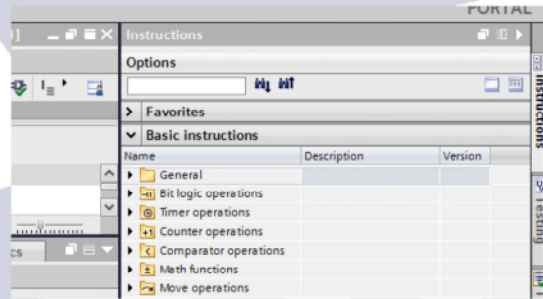 PORTAL
Instructions
Options
Favorites
Basic instructions
Name Description Version
General
Bit logic operations
Timer operations
Counter operations
Comparator operations
Math functions
Move operations
Instructions
Testing